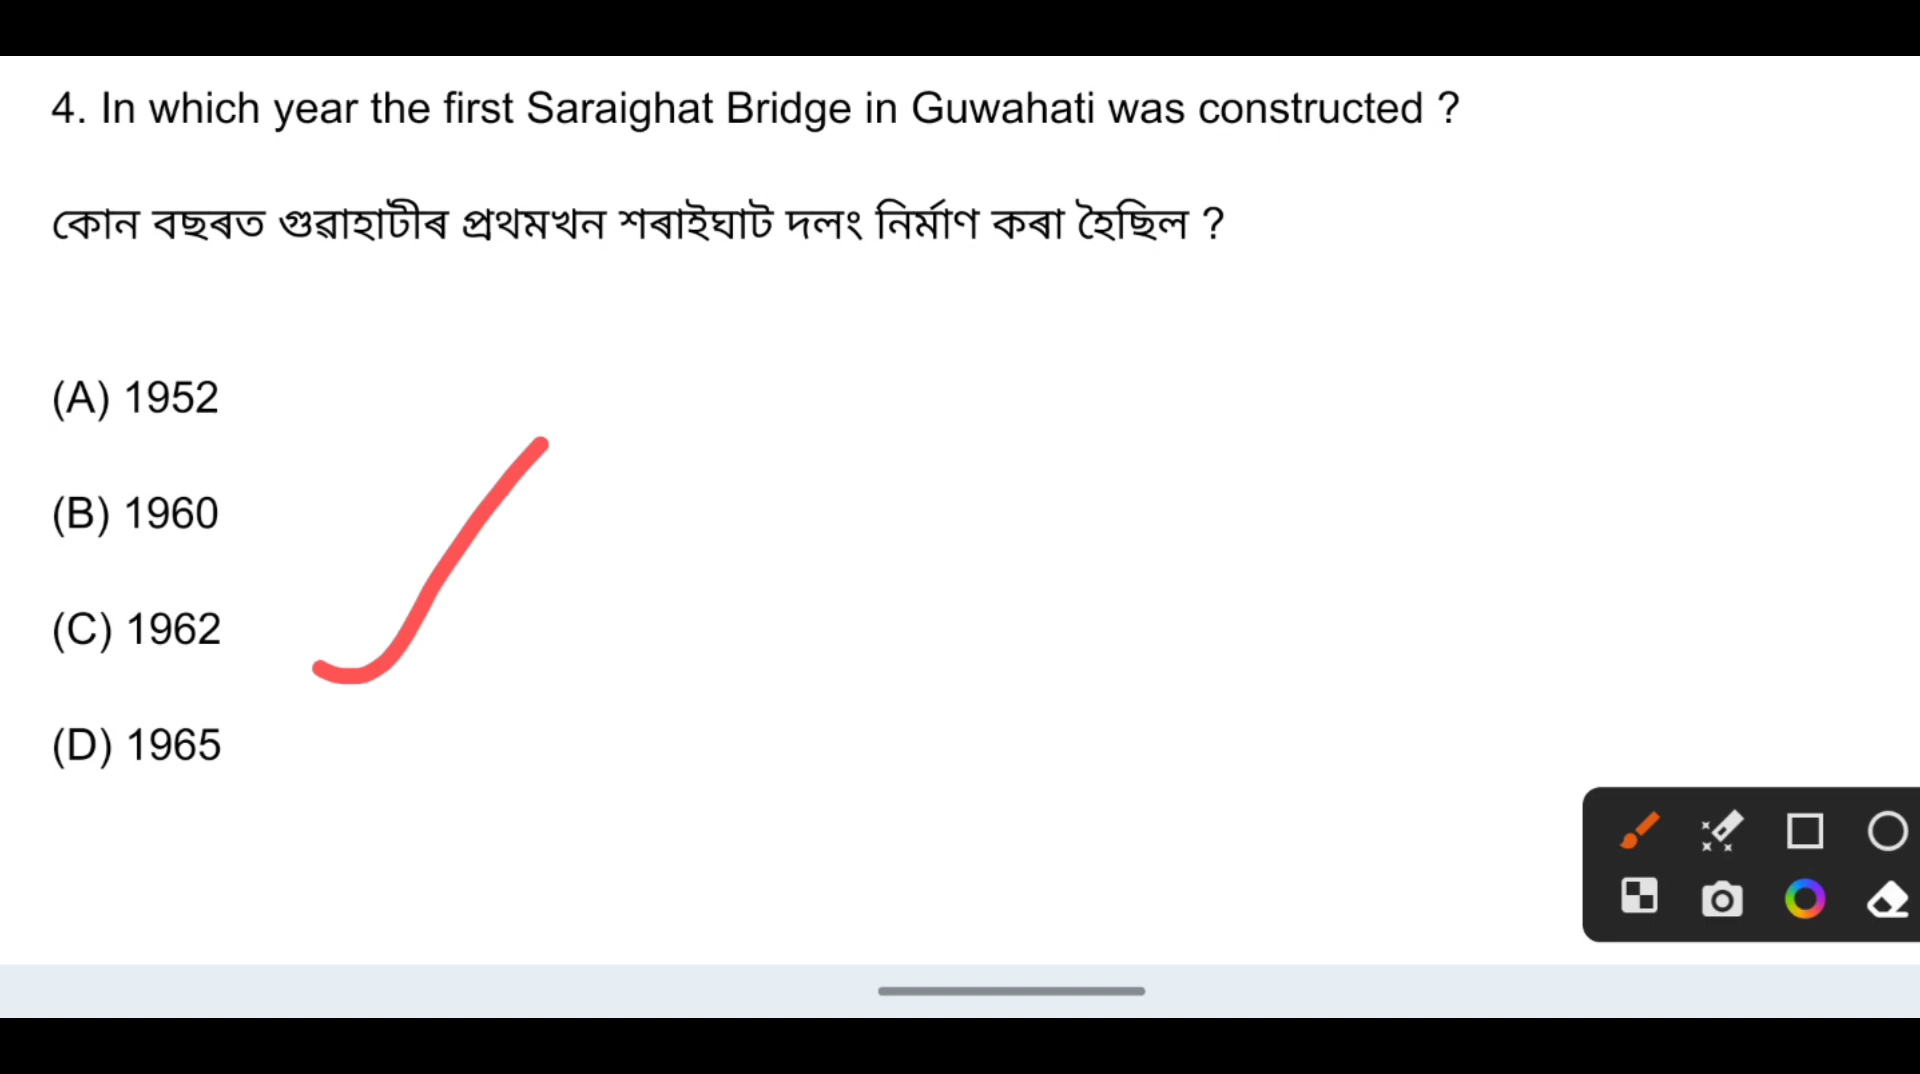 4. In which year the first Saraighat Bridge in Guwahati was constructed ?
কোন বছৰত গুৱাহাটীৰ প্ৰথমখন শৰাইঘাট দলং নিৰ্মাণ কৰা হৈছিল ?
(A) 1952
(B) 1960
(C) 1962
(D) 1965